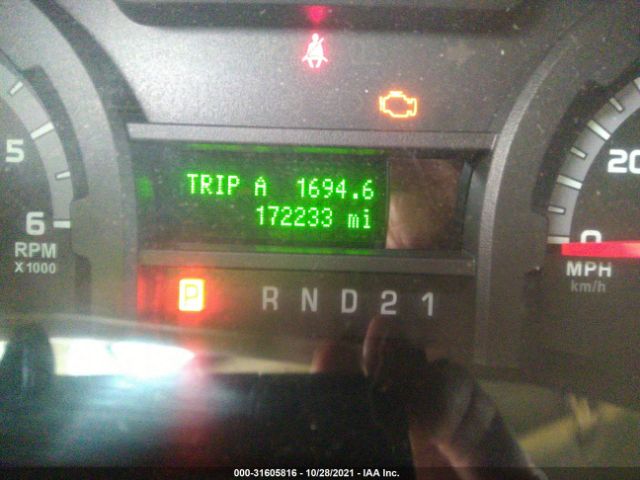 TRIP A 1694.6
172233 mi
5
6
RPM
X1000
20
0
MPH
km/h
P R N D 2 1
000-31605816 - 10/28/2021 - IAA Inc.